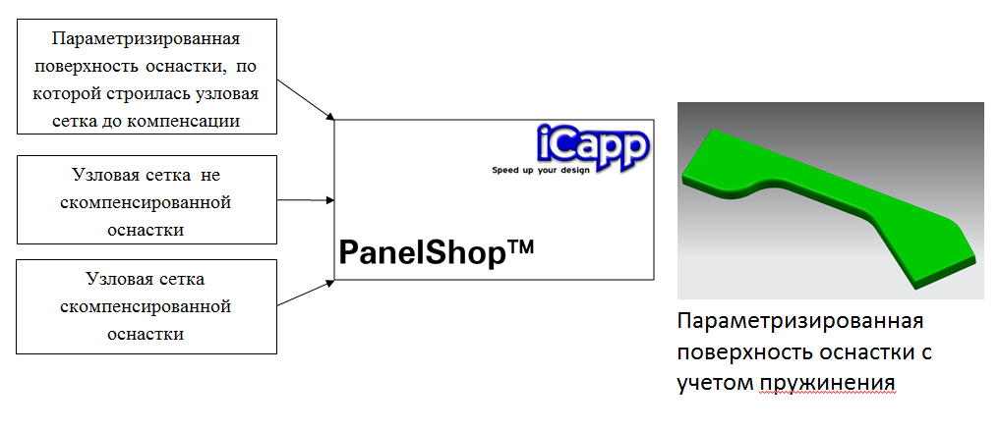 Параметризированная
поверхность оснастки, по
которой строилась узловая
сетка до компенсации
Узловая сетка не
скомпенсированной
оснастки
Узловая сетка
скомпенсированной
оснастки
iCapp
Speed up your design
PanelShop™
Параметризированная
поверхность оснастки с
учетом пружинения